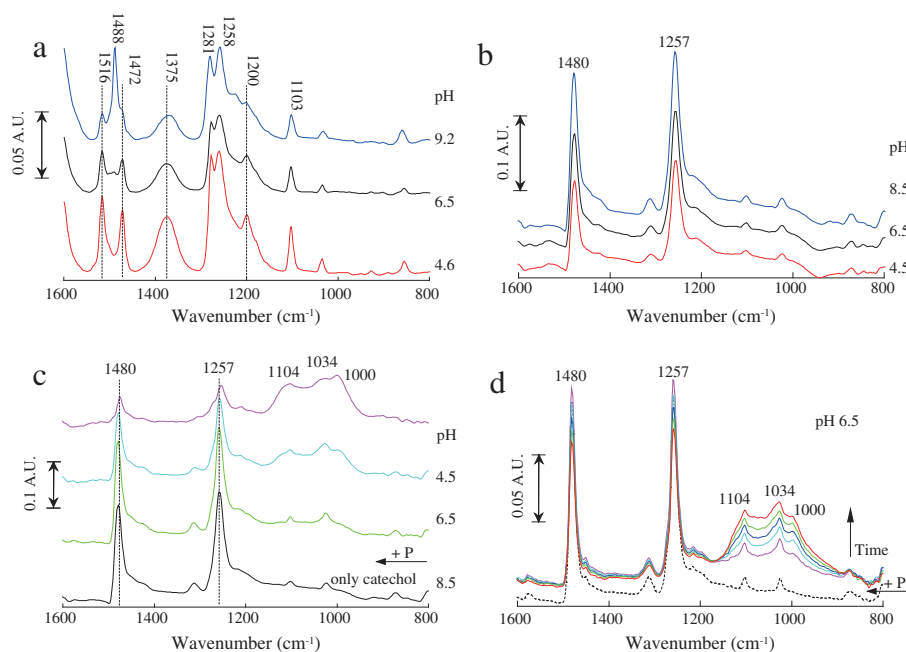 a
1516
1488
1472
1375
1281
1258
1200
1103
pH
9.2
6.5
4.6
0.05 A.U.
1600
1400
1200
1000
800
Wavenumber (cm-1)
b
1480
1257
pH
8.5
6.5
4.5
0.1 A.U.
1600
1400
1200
1000
800
Wavenumber (cm-1)
c
1480
1257
1104
1034
1000
pH
4.5
6.5
+ P
only catechol
8.5
0.1 A.U.
1600
1400
1200
1000
800
Wavenumber (cm-1)
d
1480
1257
pH 6.5
1104
1034
1000
Time
+ P
0.05 A.U.
1600
1400
1200
1000
800
Wavenumber (cm-1)